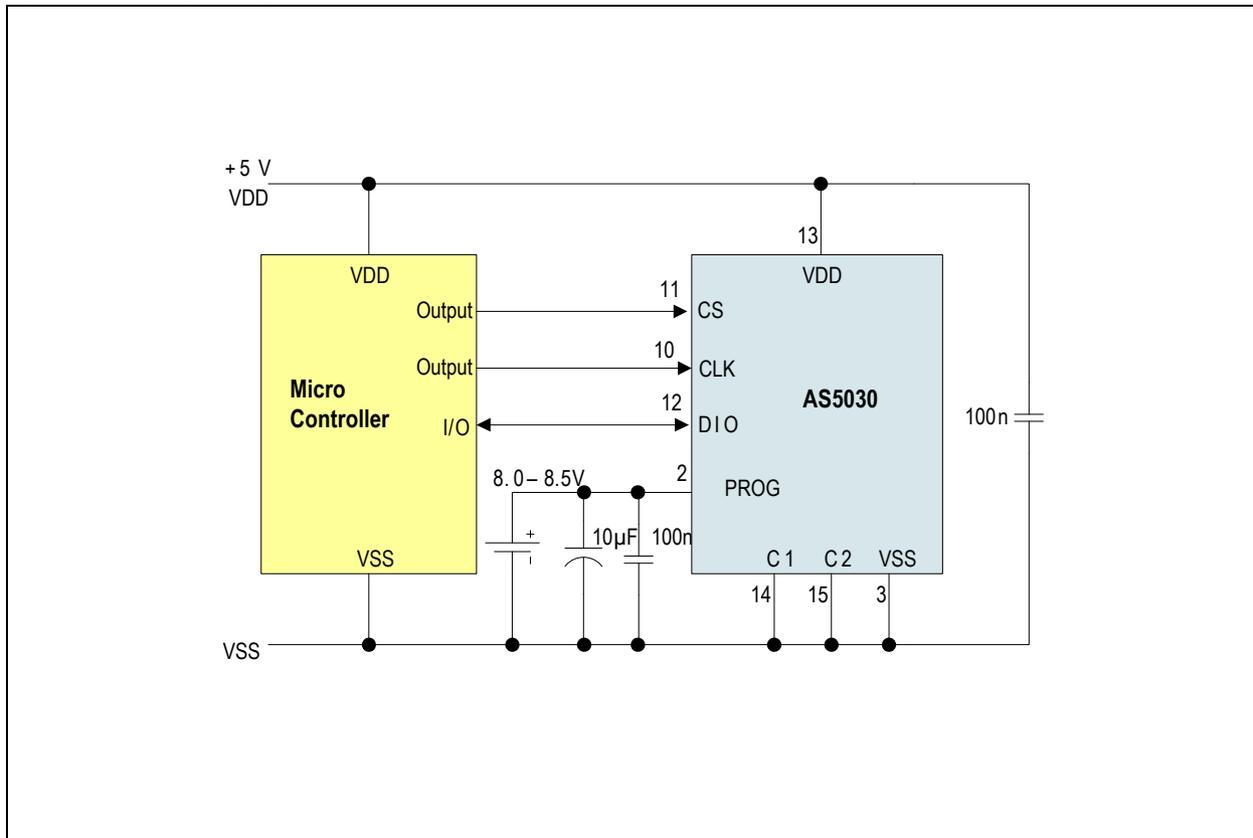 +5 V
VDD
13
VDD
VDD
Output
11
CS
Output
10
CLK
Micro
Controller
AS5030
I/O
12
DIO
100n
8.0–8.5V
2
PROG
+
10µF
100n
-
VSS
C1
C2
VSS
14
15
3
VSS